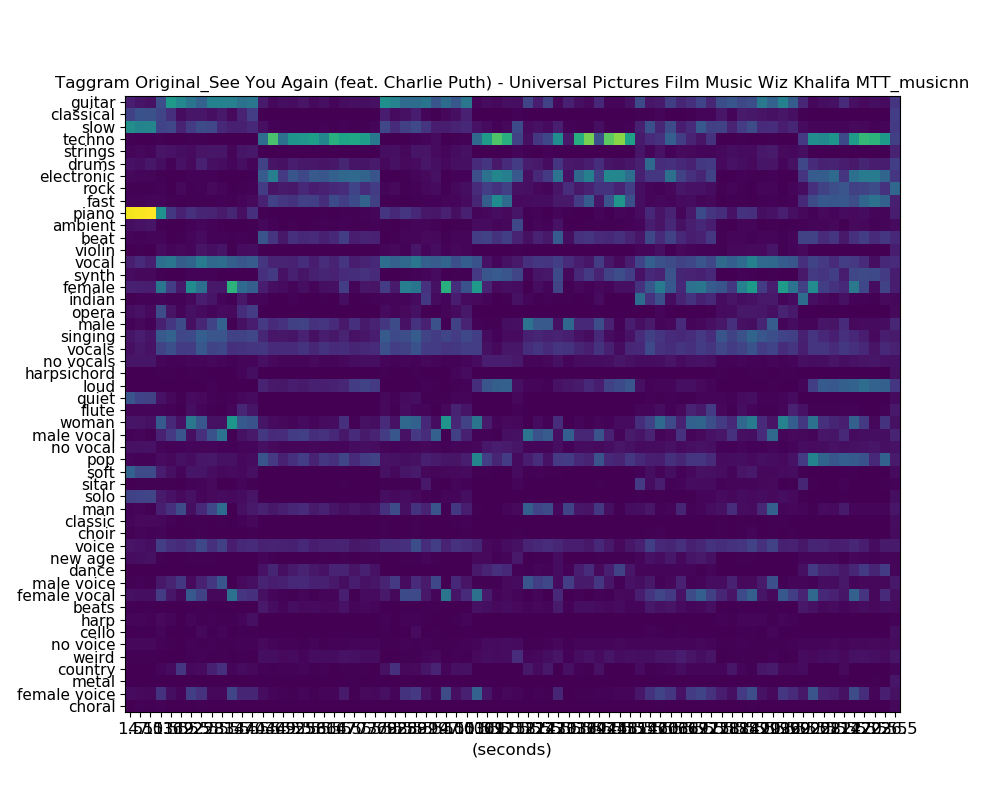 Taggram Original_See You Again (feat. Charlie Puth) - Universal Pictures Film Music Wiz Khalifa MTT_musicnn
guitar
classical
slow
techno
strings
drums
electronic
rock
fast
piano
ambient
beat
violin
vocal
synth
female
indian
opera
male
singing
vocals
no vocals
harpsichord
loud
quiet
flute
woman
male vocal
no vocal
pop
soft
sitar
solo
man
classic
choir
voice
new age
dance
male voice
female vocal
beats
harp
cello
no voice
weird
country
metal
female voice
choral
(seconds)